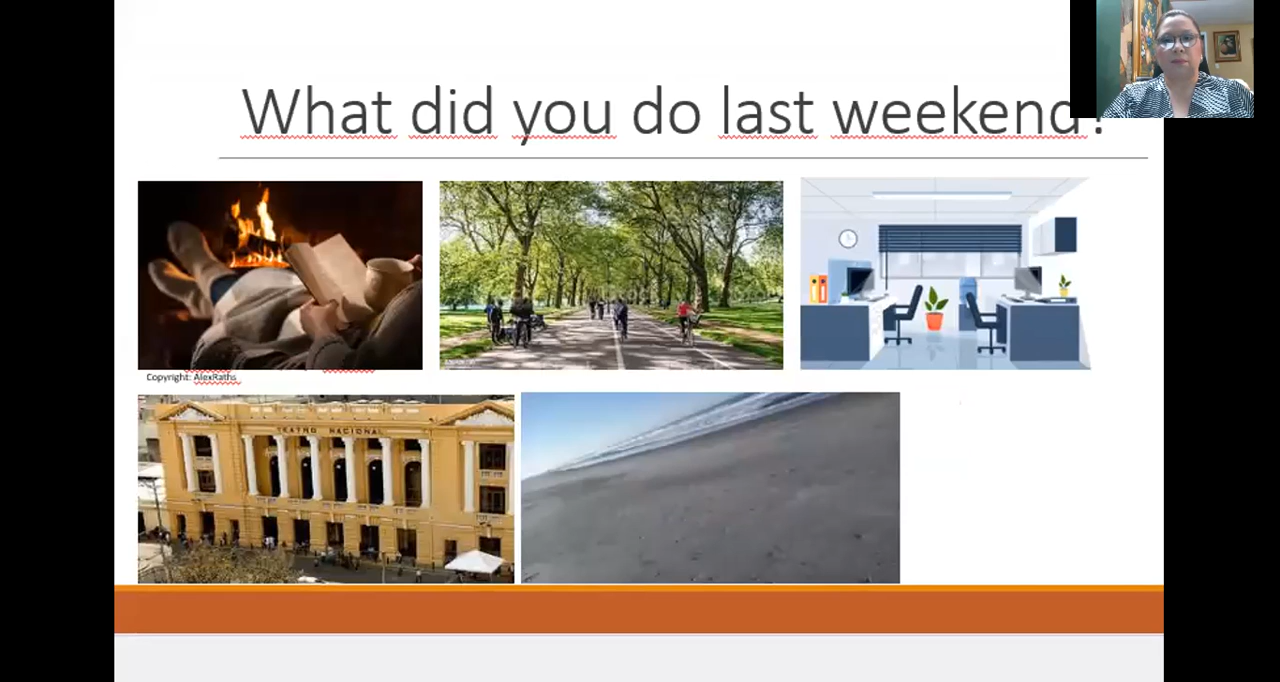 What did you do last weekend?
Copyright: AlexRaths
TEATRO NACIONAL